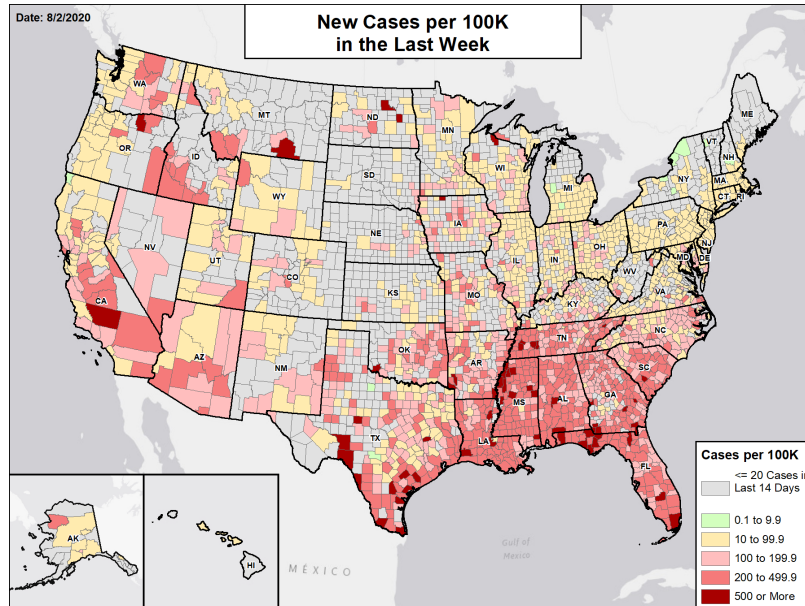 Date: 8/2/2020
New Cases per 100K
in the Last Week
WA
MT
ND
MN
ME
OR
ID
SD
WI
MI
VT
NH
NY
MA
CT
RI
WY
IA
NE
PA
NJ
NV
UT
CO
IL
IN
OH
MD
DE
WV
KS
MO
KY
VA
CA
AZ
NM
OK
AR
TN
NC
SC
MS
AL
GA
TX
LA
FL
AK
HI
MÉXICO
Gulf of
Mexico
Cases per 100K
<= 20 Cases in
Last 14 Days
0.1 to 9.9
10 to 99.9
100 to 199.9
200 to 499.9
500 or More